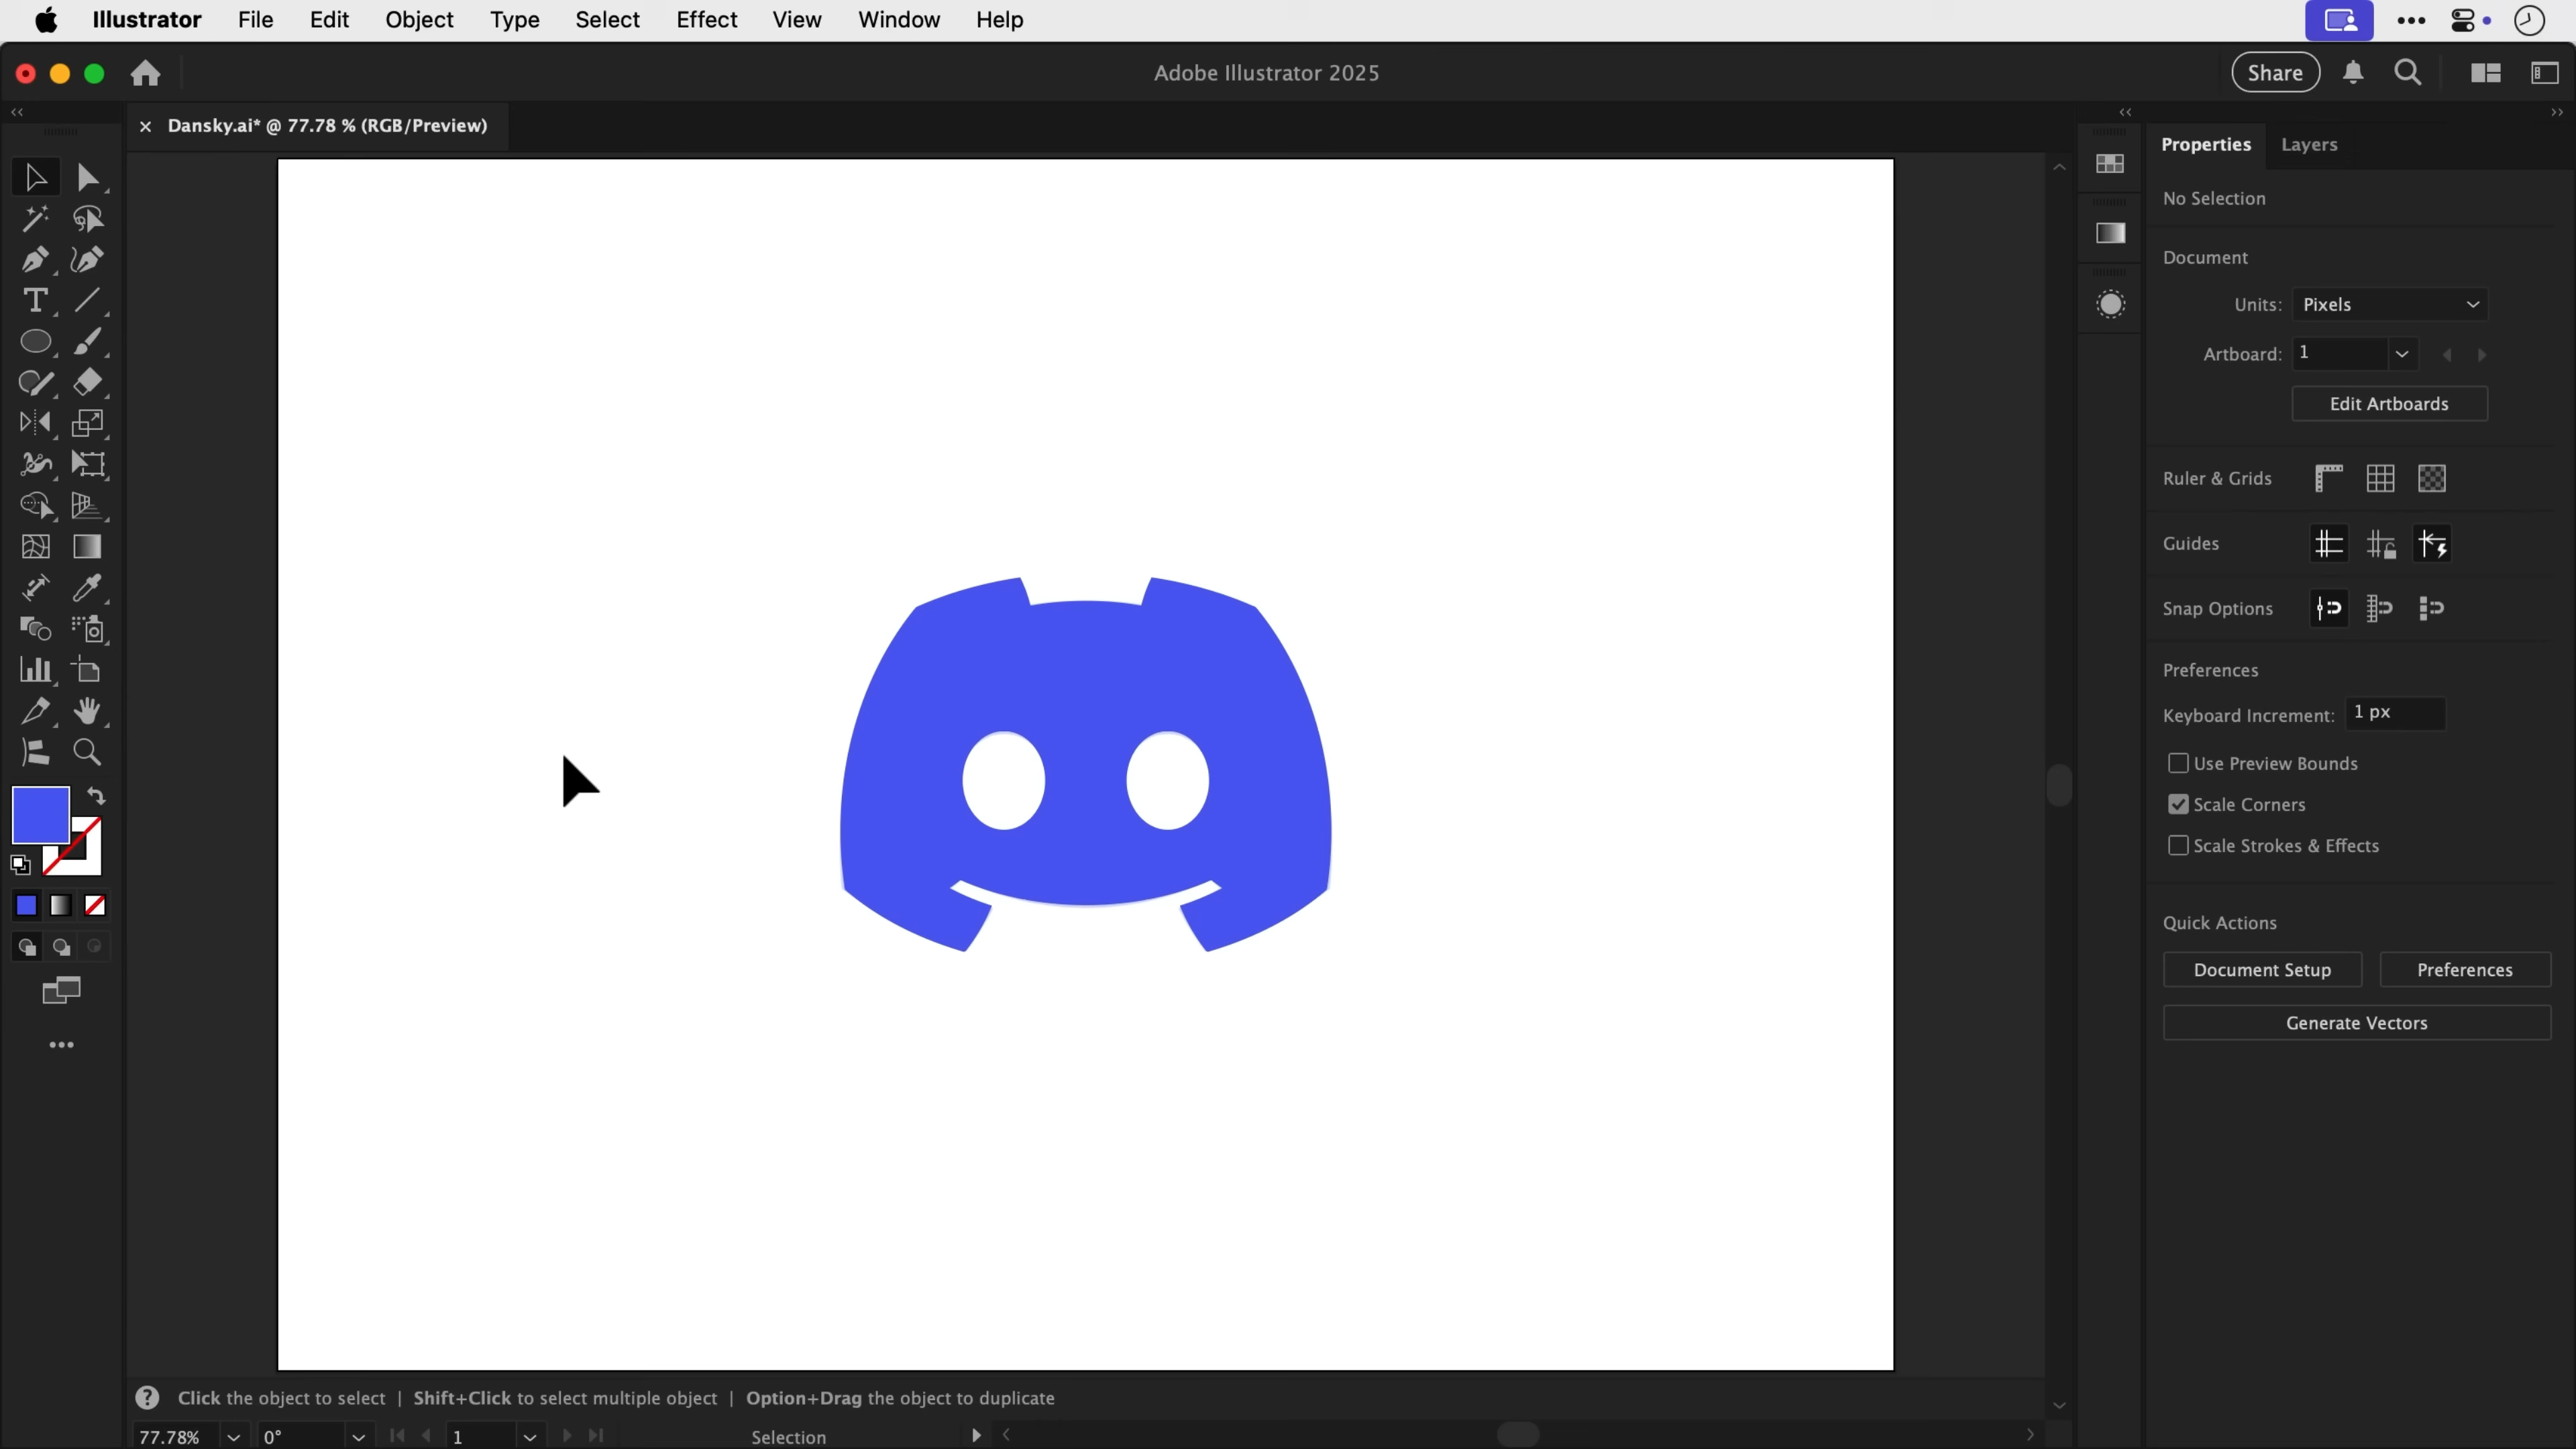 Illustrator File Edit Object Type Select Effect View Window Help
Adobe Illustrator 2025
Share
Dansky.ai* @ 77.78 % (RGB/Preview)
Properties Layers
No Selection
Document
Units: Pixels
Artboard: 1
Edit Artboards
Ruler & Grids
Guides
Snap Options
Preferences
Keyboard Increment: 1 px
Use Preview Bounds
Scale Corners
Scale Strokes & Effects
Quick Actions
Document Setup Preferences
Generate Vectors
Click the object to select | Shift+Click to select multiple object | Option+Drag the object to duplicate
77.78% 0° 1 Selection